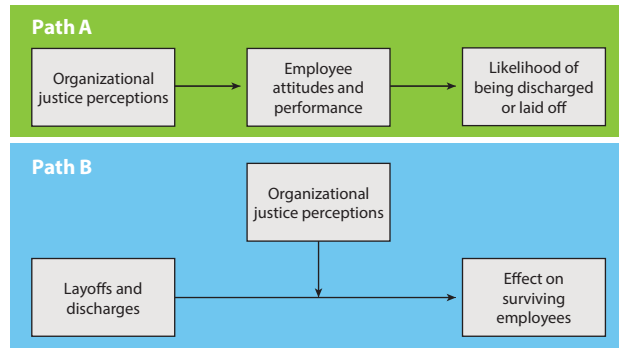 Path A
Organizational
justice perceptions
Employee
attitudes and
performance
Likelihood of
being discharged
or laid off
Path B
Organizational
justice perceptions
Layoffs and
discharges
Effect on
surviving
employees